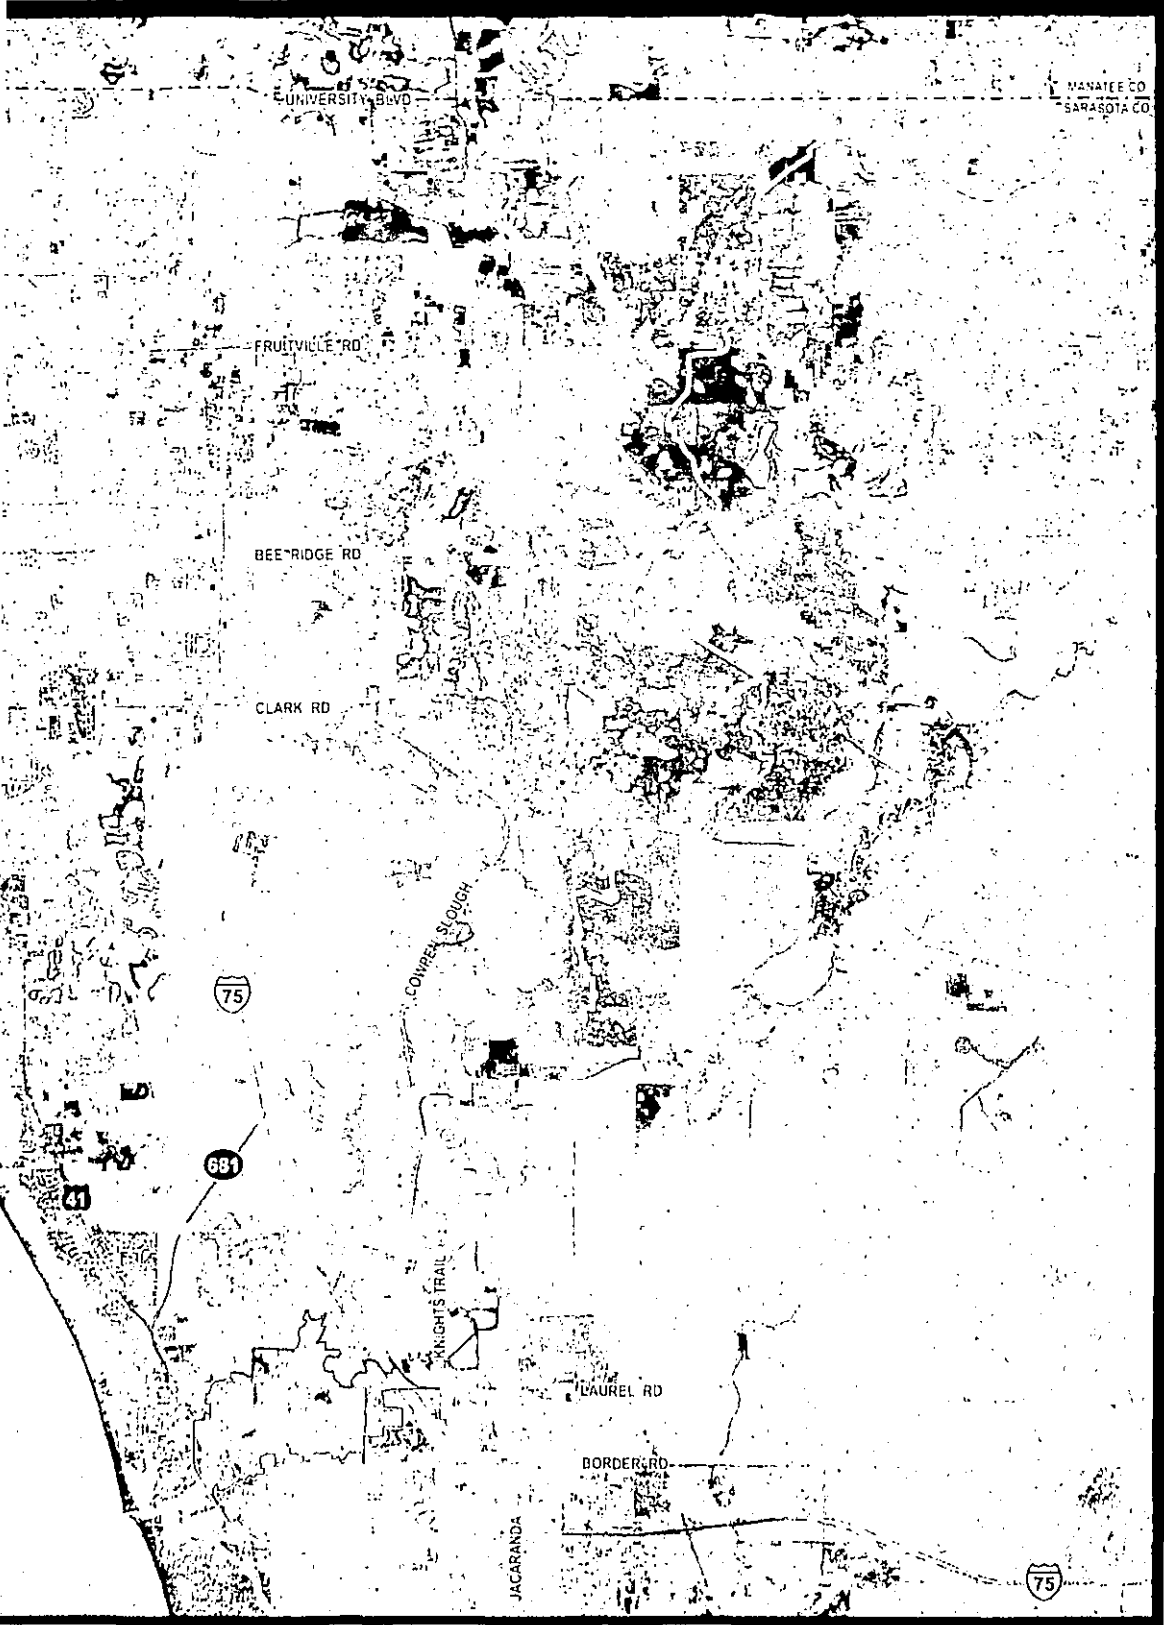 UNIVERSITY BLVD
MANATEE CO
SARASOTA CO
FRUITVILLE RD
BEE RIDGE RD
CLARK RD
COWPEN SLOUGH
75
681
41
KNIGHTS TRAIL
LAUREL RD
BORDER RD
JACARANDA
75